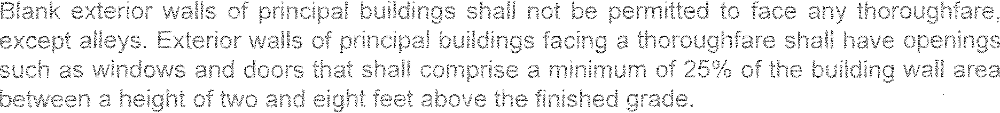 Blank exterior walls of principal buildings shall not be permitted to face any thoroughfare,
except alleys. Exterior walls of principal buildings facing a thoroughfare shall have openings
such as windows and doors that shall comprise a minimum of 25% of the building wall area
between a height of two and eight feet above the finished grade.